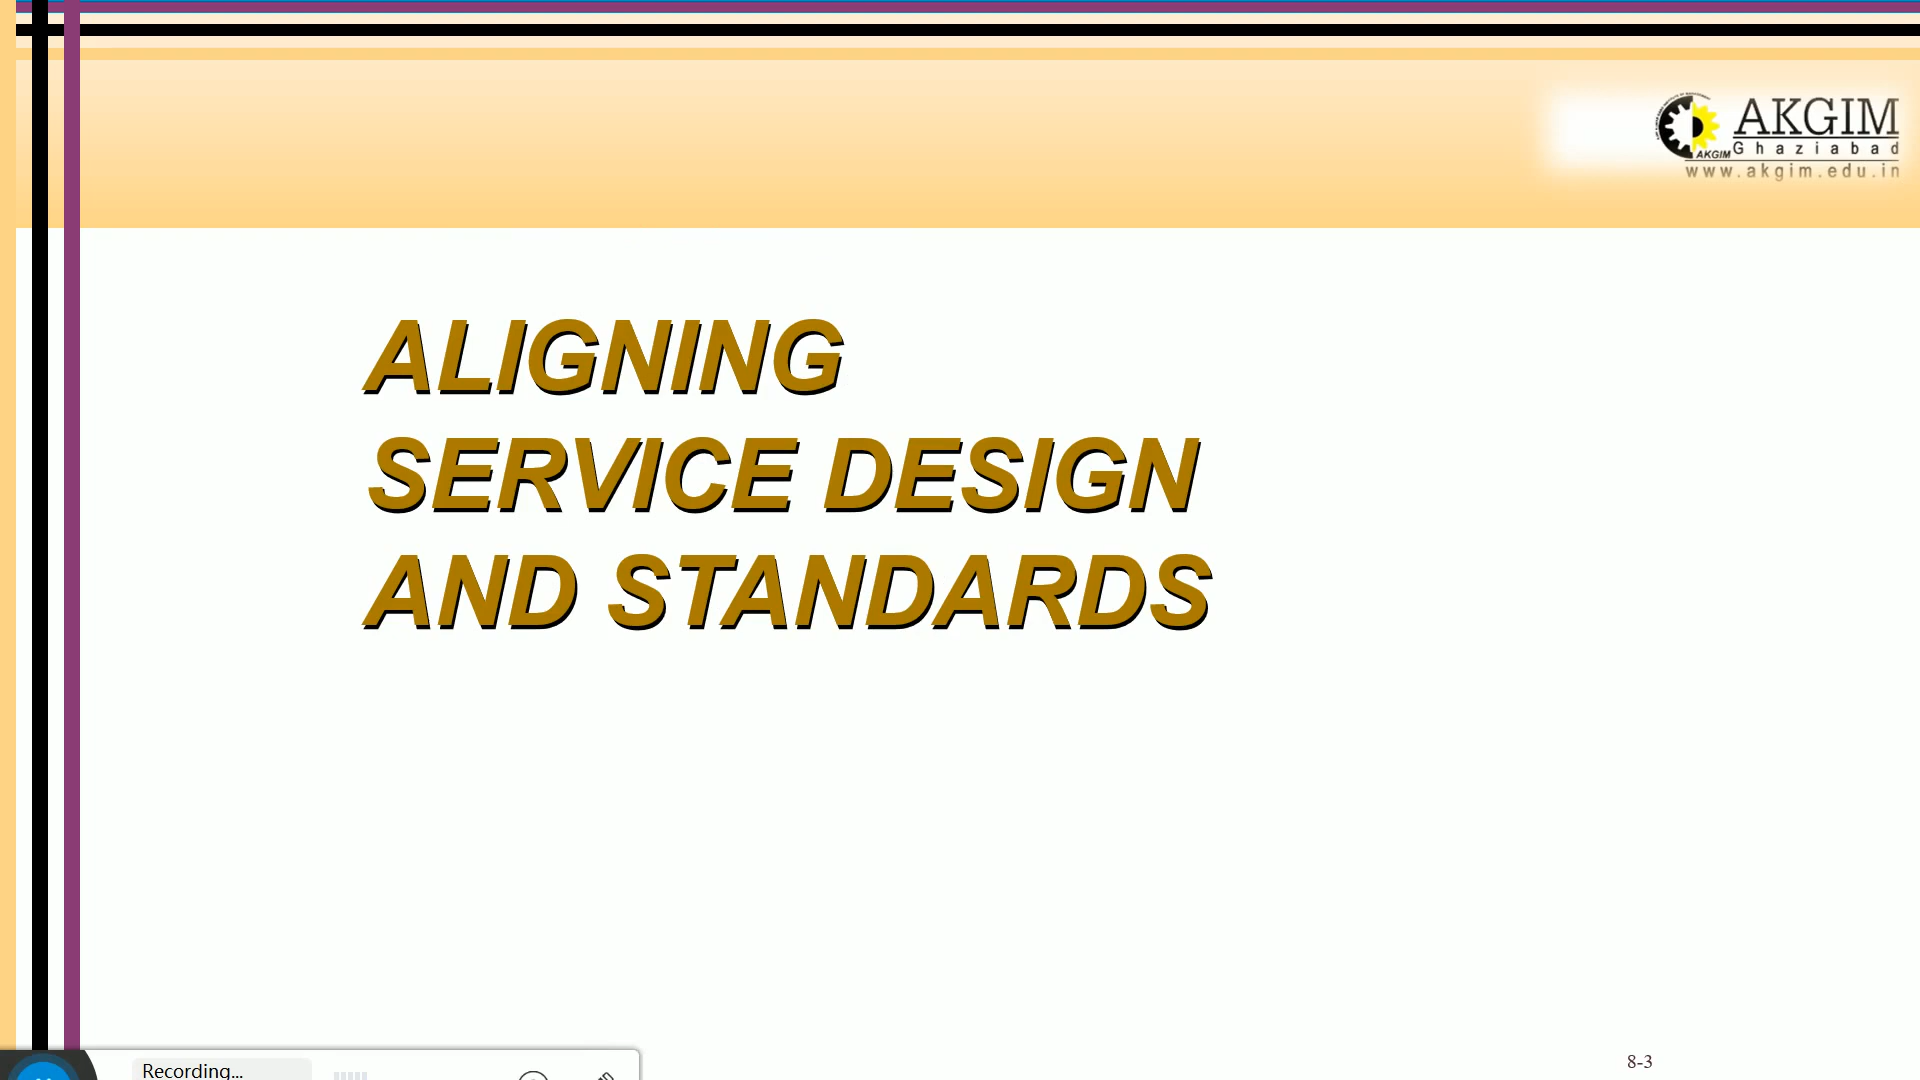 AKGIM
AKGIM Ghaziabad
www.akgim.edu.in
ALIGNING
SERVICE DESIGN
AND STANDARDS
Recording...
8-3